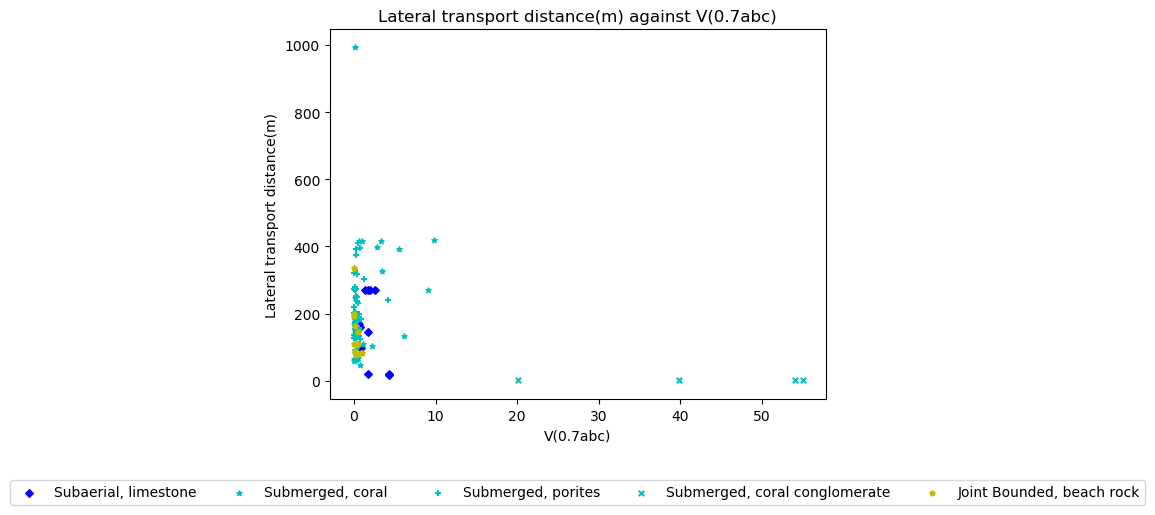 Lateral transport distance(m) against V(0.7abc)
1000
800
600
400
200
0
Lateral transport distance(m)
0 10 20 30 40 50
V(0.7abc)
Subaerial, limestone Submerged, coral Submerged, porites Submerged, coral conglomerate Joint Bounded, beach rock